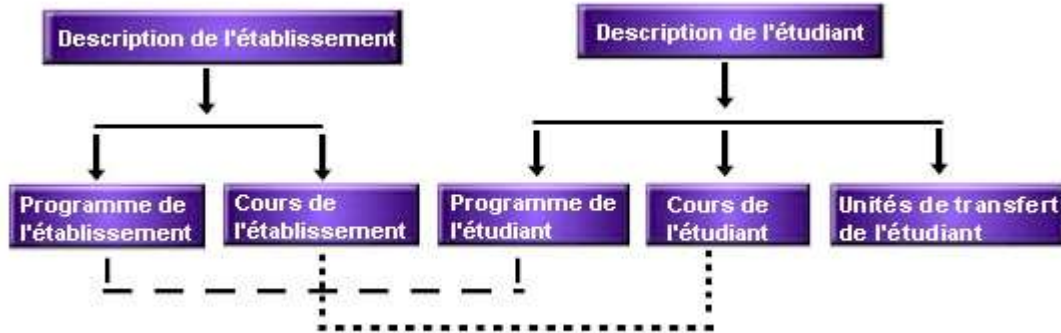 Description de l'établissement
Description de l'étudiant
Programme de
l'établissement
Cours de
l'établissement
Programme de
l'étudiant
Cours de
l'étudiant
Unités de transfert
de l'étudiant